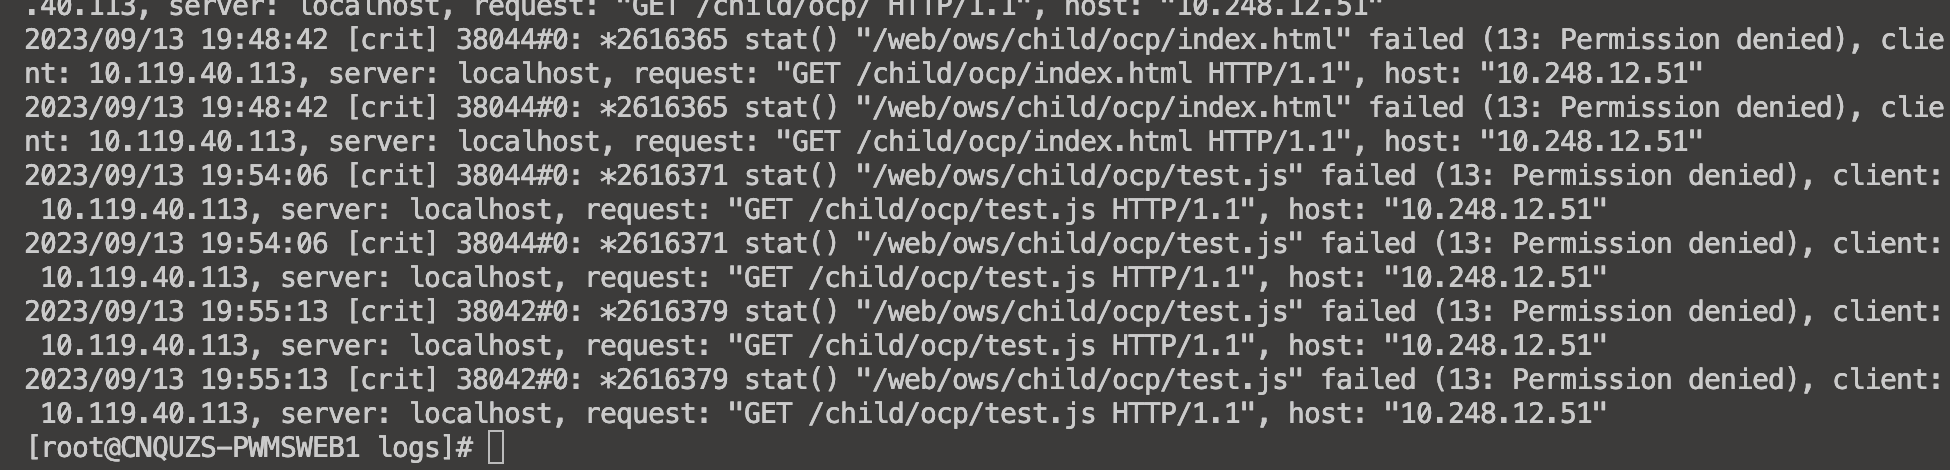 .40.113, server: localhost, request: "GET /child/ocp/ HTTP/1.1", host: "10.248.12.51"
2023/09/13 19:48:42 [crit] 38044#0: *2616365 stat() "/web/ows/child/ocp/index.html" failed (13: Permission denied), clie
nt: 10.119.40.113, server: localhost, request: "GET /child/ocp/index.html HTTP/1.1", host: "10.248.12.51"
2023/09/13 19:48:42 [crit] 38044#0: *2616365 stat() "/web/ows/child/ocp/index.html" failed (13: Permission denied), clie
nt: 10.119.40.113, server: localhost, request: "GET /child/ocp/index.html HTTP/1.1", host: "10.248.12.51"
2023/09/13 19:54:06 [crit] 38044#0: *2616371 stat() "/web/ows/child/ocp/test.js" failed (13: Permission denied), client:
 10.119.40.113, server: localhost, request: "GET /child/ocp/test.js HTTP/1.1", host: "10.248.12.51"
2023/09/13 19:54:06 [crit] 38044#0: *2616371 stat() "/web/ows/child/ocp/test.js" failed (13: Permission denied), client:
 10.119.40.113, server: localhost, request: "GET /child/ocp/test.js HTTP/1.1", host: "10.248.12.51"
2023/09/13 19:55:13 [crit] 38042#0: *2616379 stat() "/web/ows/child/ocp/test.js" failed (13: Permission denied), client:
 10.119.40.113, server: localhost, request: "GET /child/ocp/test.js HTTP/1.1", host: "10.248.12.51"
2023/09/13 19:55:13 [crit] 38042#0: *2616379 stat() "/web/ows/child/ocp/test.js" failed (13: Permission denied), client:
 10.119.40.113, server: localhost, request: "GET /child/ocp/test.js HTTP/1.1", host: "10.248.12.51"
[root@CNQUZS-PWMSWEB1 logs]#